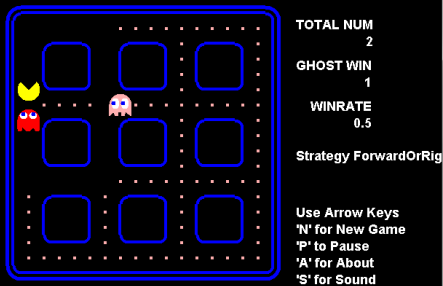 TOTAL NUM
2
GHOST WIN
1
WINRATE
0.5
Strategy ForwardOrRig
Use Arrow Keys
'N' for New Game
'P' to Pause
'A' for About
'S' for Sound